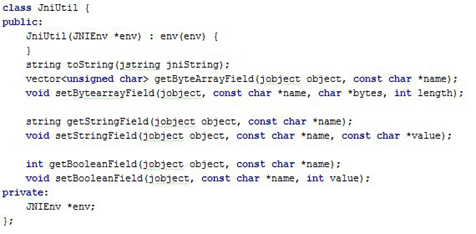 class JniUtil {
public:
    JniUtil(JNIEnv *env) : env(env) {
    }
    string toString(jstring jniString);
    vector<unsigned char> getByteArrayField(jobject object, const char *name);
    void setBytearrayField(jobject, const char *name, char *bytes, int length);

    string getStringField(jobject object, const char *name);
    void setStringField(jobject, const char *name, const char *value);

    int getBooleanField(jobject object, const char *name);
    void setBooleanField(jobject, const char *name, int value);
private:
    JNIEnv *env;
};